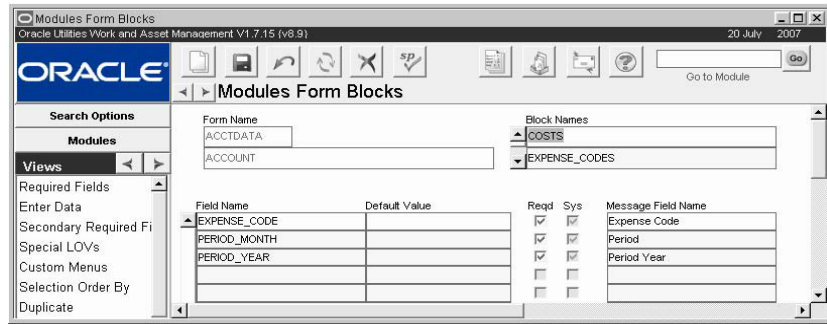 Modules Form Blocks
Oracle Utilities Work and Asset Management V1.7.15 (v8.9) 20 July 2007
ORACLE®
sp
Go
Go to Module
Modules Form Blocks
Search Options
Modules
Views
Required Fields
Enter Data
Secondary Required Fi
Special LOVs
Custom Menus
Selection Order By
Duplicate
Form Name Block Names
ACCTDATA COSTS
ACCOUNT EXPENSE_CODES
Field Name Default Value Reqd Sys Message Field Name
EXPENSE_CODE Expense Code
PERIOD_MONTH Period
PERIOD_YEAR Period Year